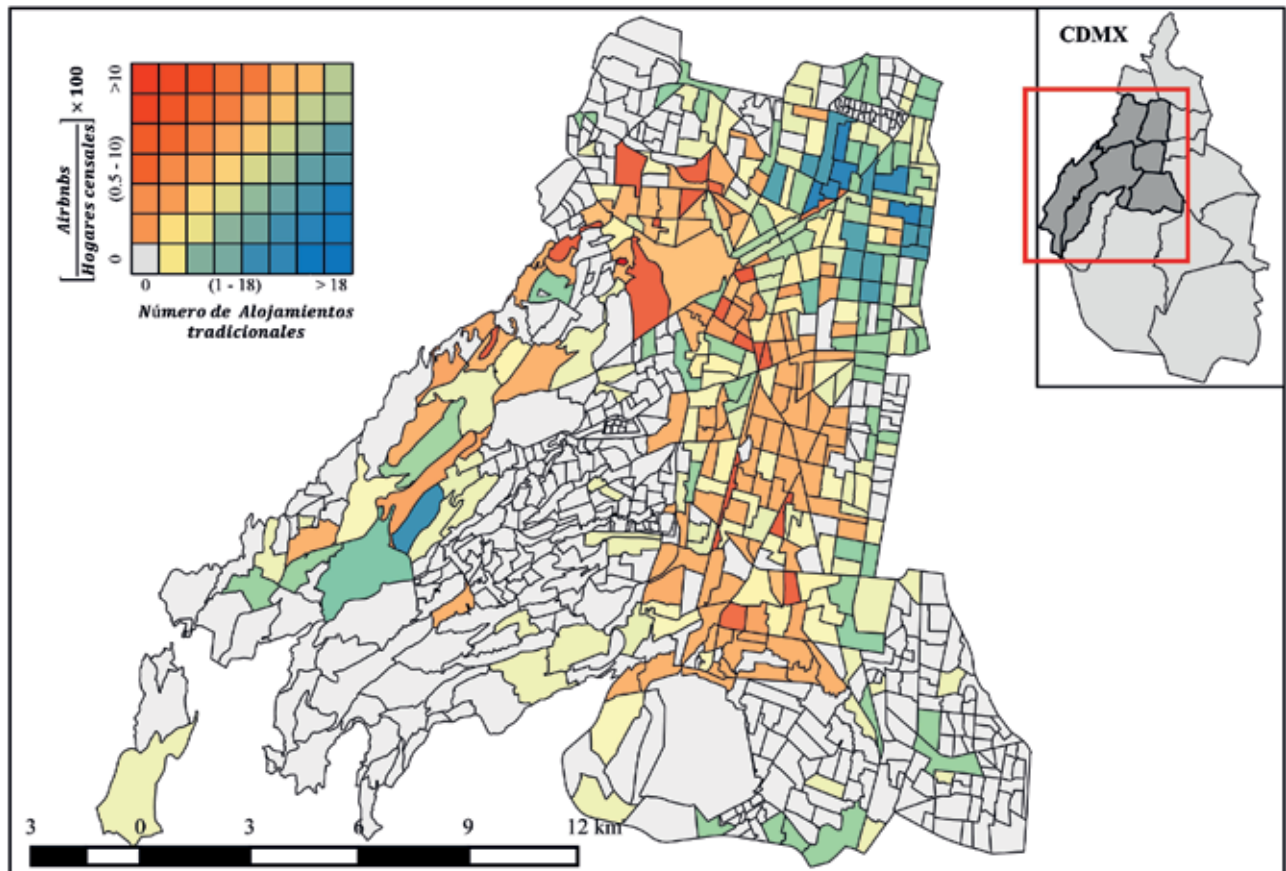 CDMX
>10
(0.5 - 10)
0
[Airbnbs / Hogares censales] × 100
0 (1 - 18) > 18
Número de Alojamientos
tradicionales
3 0 3 6 9 12 km